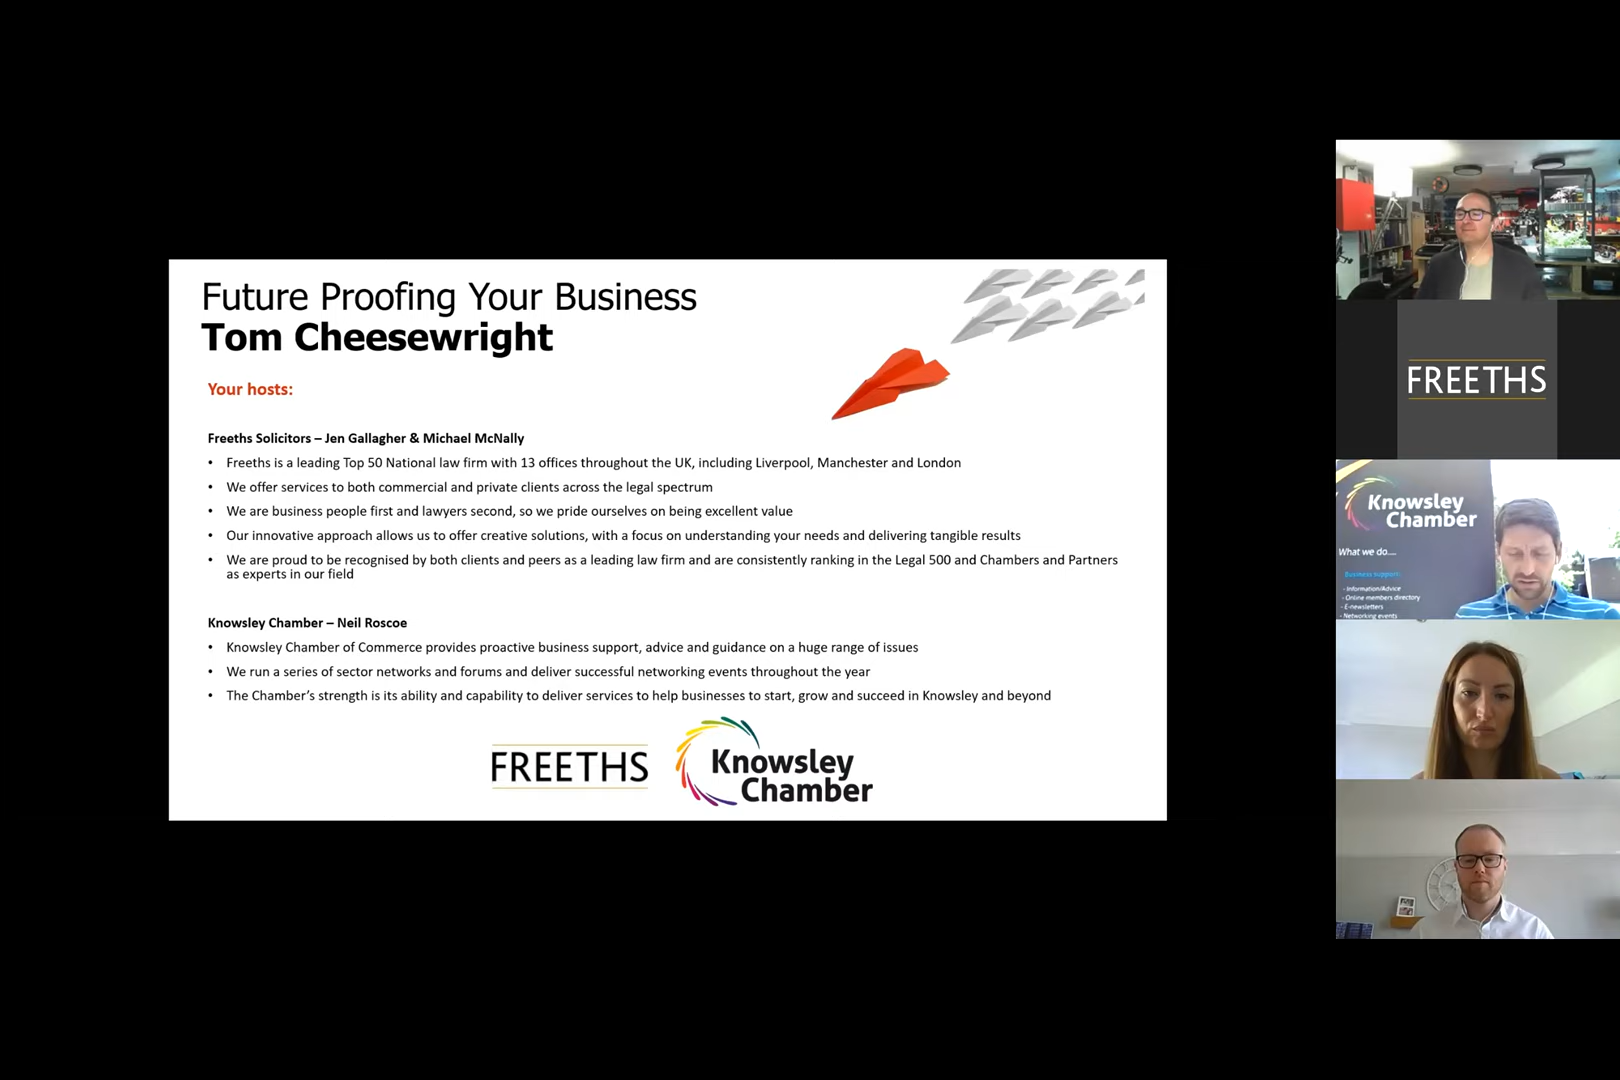 Future Proofing Your Business
Tom Cheesewright
Your hosts:
Freeths Solicitors – Jen Gallagher & Michael McNally
• Freeths is a leading Top 50 National law firm with 13 offices throughout the UK, including Liverpool, Manchester and London
• We offer services to both commercial and private clients across the legal spectrum
• We are business people first and lawyers second, so we pride ourselves on being excellent value
• Our innovative approach allows us to offer creative solutions, with a focus on understanding your needs and delivering tangible results
• We are proud to be recognised by both clients and peers as a leading law firm and are consistently ranking in the Legal 500 and Chambers and Partners
as experts in our field
Knowsley Chamber – Neil Roscoe
• Knowsley Chamber of Commerce provides proactive business support, advice and guidance on a huge range of issues
• We run a series of sector networks and forums and deliver successful networking events throughout the year
• The Chamber's strength is its ability and capability to deliver services to help businesses to start, grow and succeed in Knowsley and beyond
FREETHS
Knowsley
Chamber
FREETHS
Knowsley
Chamber
What we do....
Business support:
- Information/Advice
- Online members directory
- E-newsletters
- Networking events